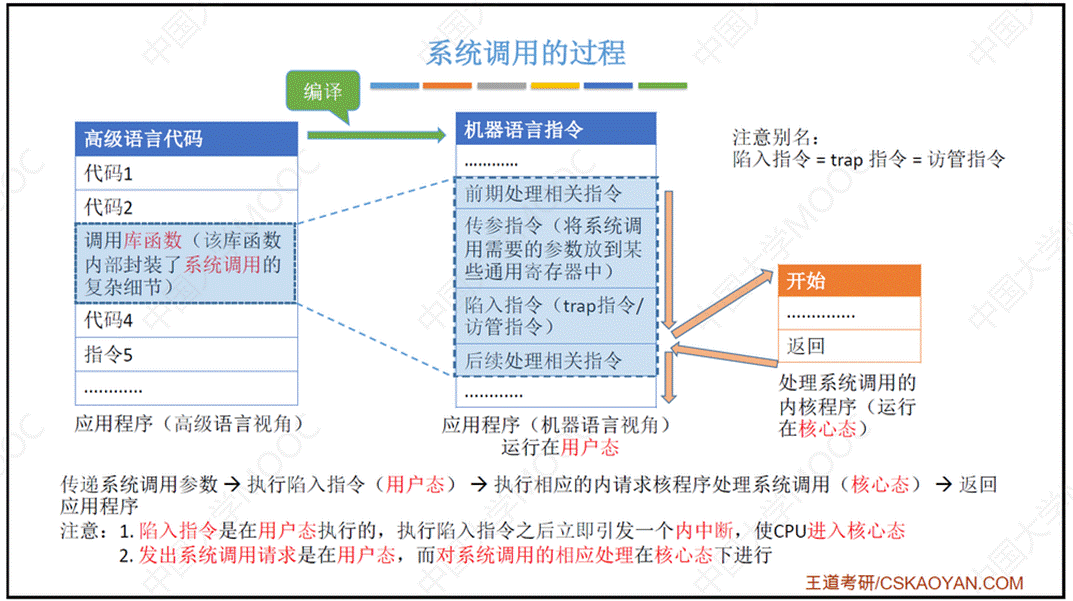 系统调用的过程
编译
高级语言代码
代码1
代码2
调用库函数（该库函数
内部封装了系统调用的
复杂细节）
代码4
指令5
…………
应用程序（高级语言视角）
机器语言指令
…………
前期处理相关指令
传参指令（将系统调
用需要的参数放到某
些通用寄存器中）
陷入指令（trap指令/
访管指令）
后续处理相关指令
…………
应用程序（机器语言视角）
运行在用户态
注意别名：
陷入指令 = trap 指令 = 访管指令
开始
…………..
返回
处理系统调用的
内核程序（运行
在核心态）
传递系统调用参数 → 执行陷入指令（用户态） → 执行相应的内请求核程序处理系统调用（核心态） → 返回
应用程序
注意：1. 陷入指令是在用户态执行的，执行陷入指令之后立即引发一个内中断，使CPU进入核心态
2. 发出系统调用请求是在用户态，而对系统调用的相应处理在核心态下进行
王道考研/CSKAOYAN.COM
中国大学MOOC